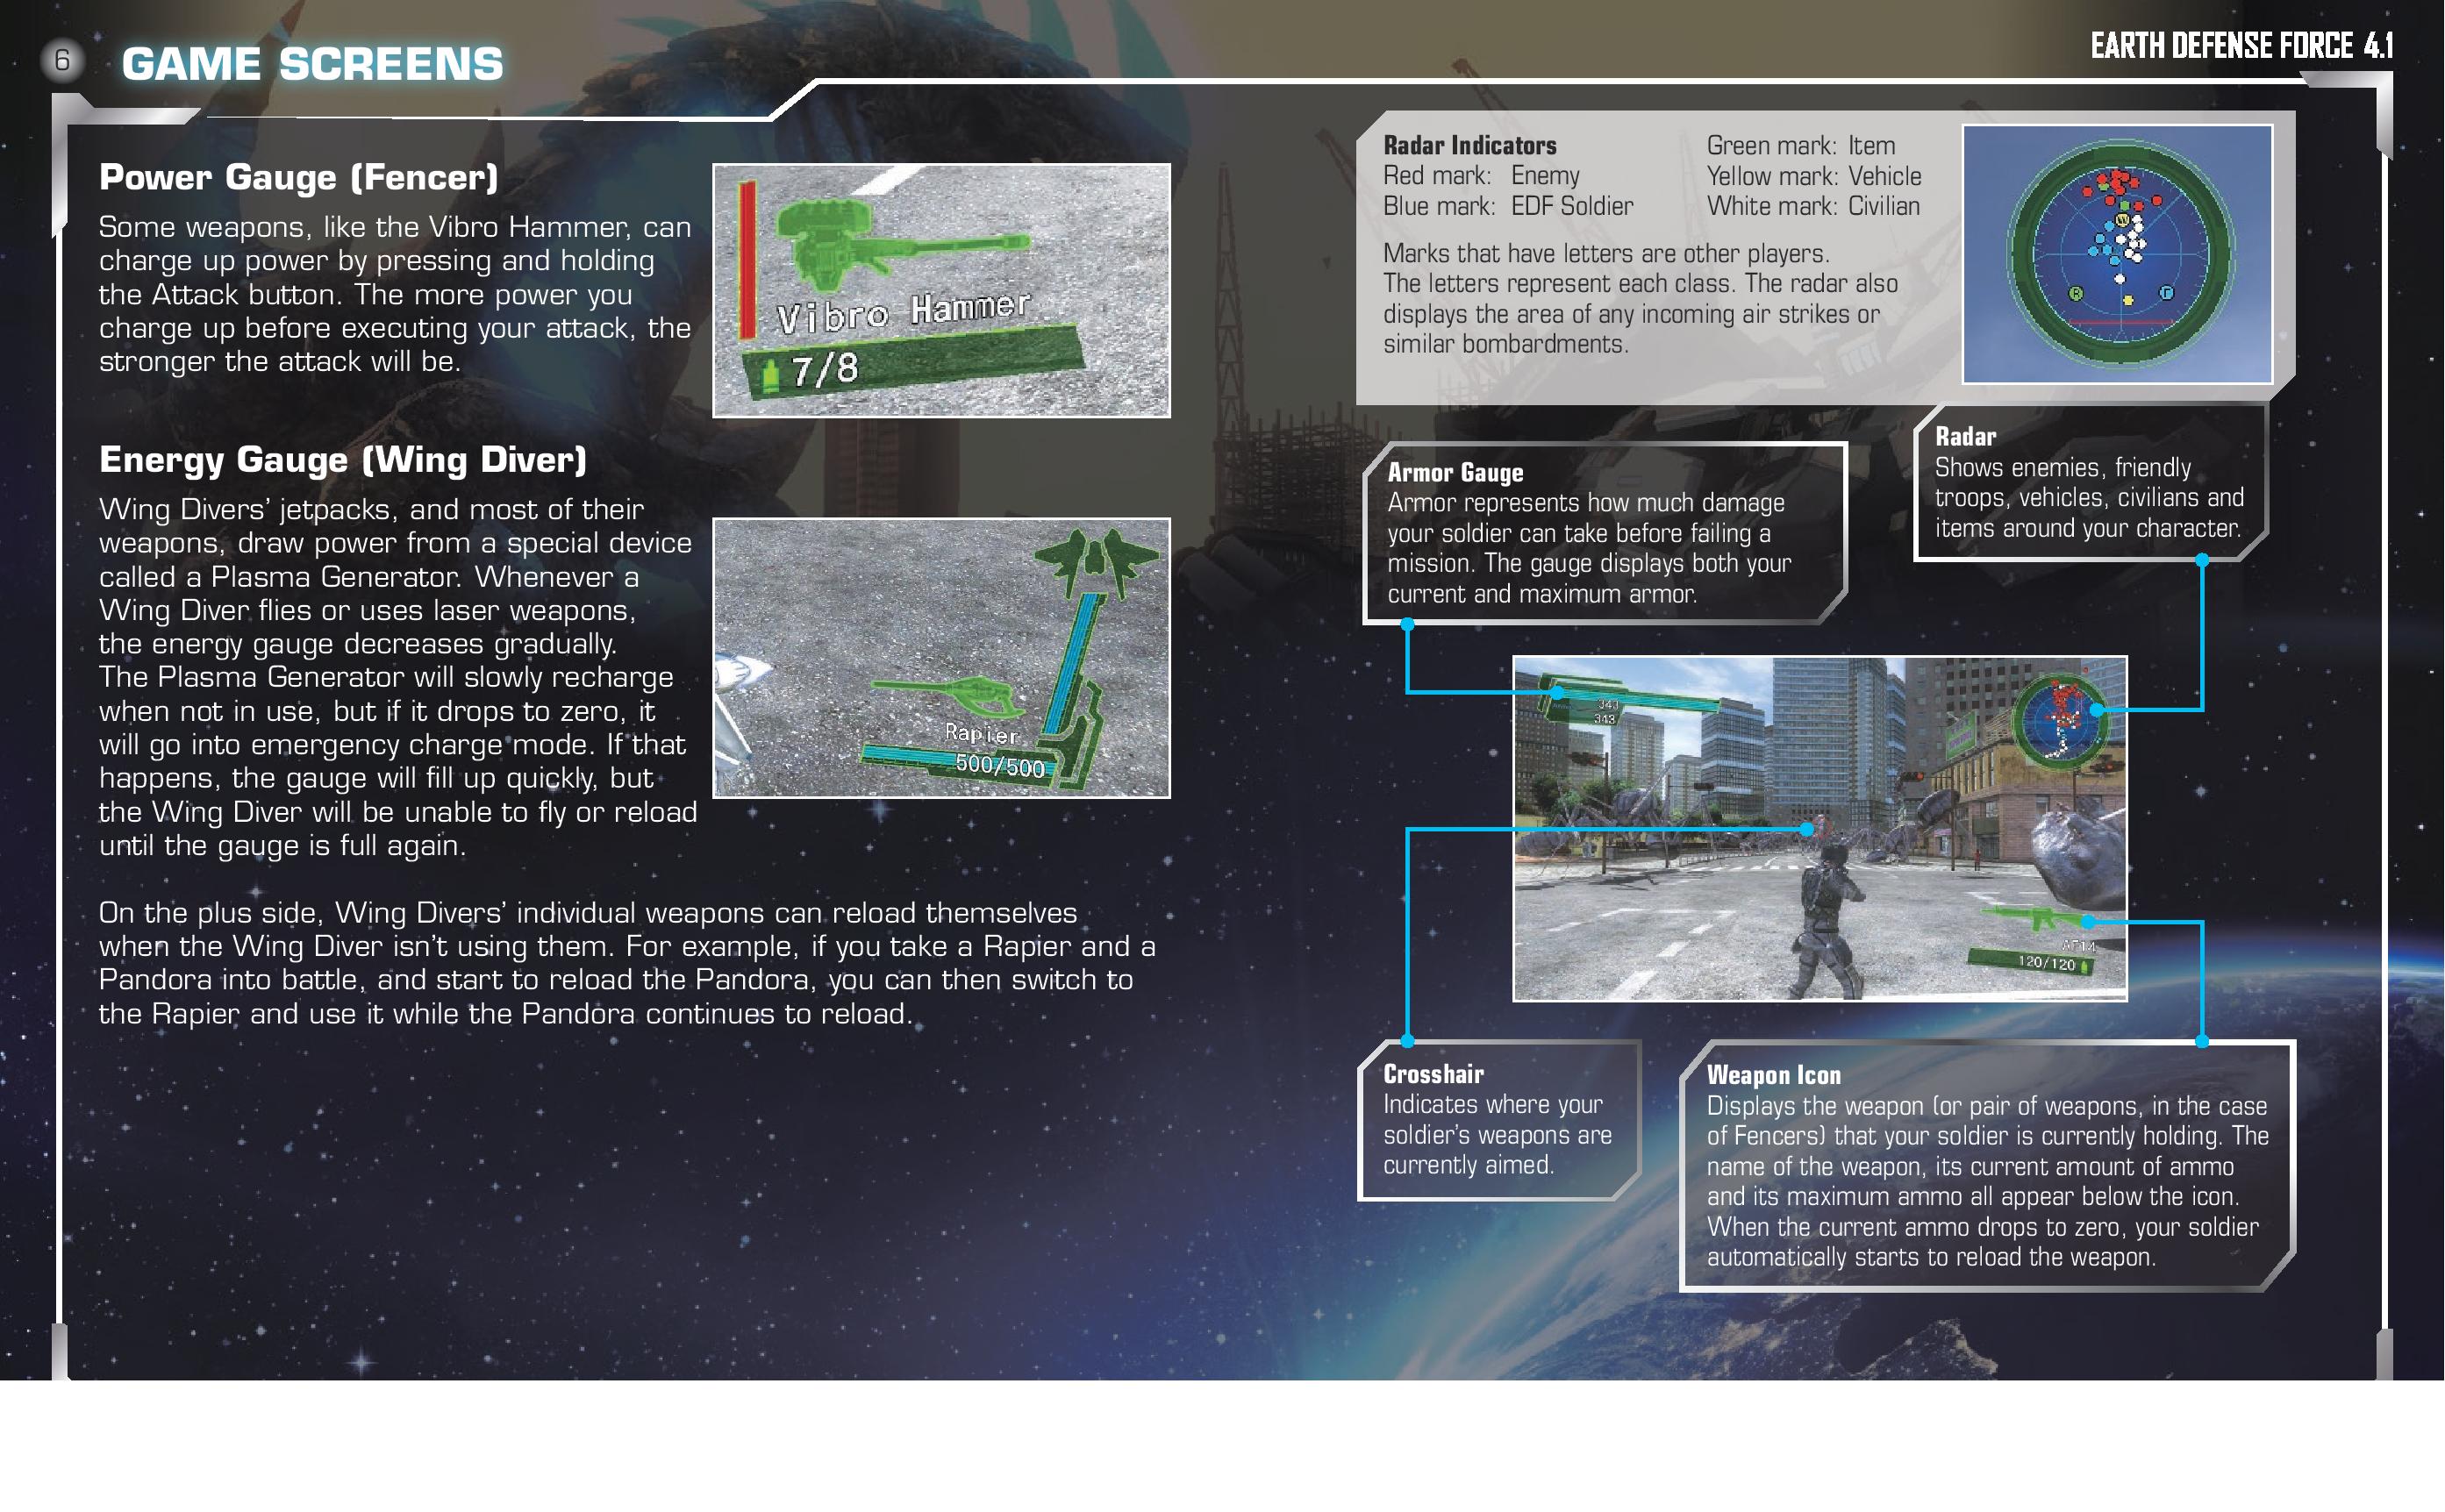 6
GAME SCREENS
EARTH DEFENSE FORCE 4.1
Power Gauge (Fencer)
Some weapons, like the Vibro Hammer, can
charge up power by pressing and holding
the Attack button. The more power you
charge up before executing your attack, the
stronger the attack will be.
Vibro Hammer
7/8
Energy Gauge (Wing Diver)
Wing Divers’ jetpacks, and most of their
weapons, draw power from a special device
called a Plasma Generator. Whenever a
Wing Diver flies or uses laser weapons,
the energy gauge decreases gradually.
The Plasma Generator will slowly recharge
when not in use, but if it drops to zero, it
will go into emergency charge mode. If that
happens, the gauge will fill up quickly, but
the Wing Diver will be unable to fly or reload
until the gauge is full again.
Rapier
500/500
On the plus side, Wing Divers’ individual weapons can reload themselves
when the Wing Diver isn’t using them. For example, if you take a Rapier and a
Pandora into battle, and start to reload the Pandora, you can then switch to
the Rapier and use it while the Pandora continues to reload.
Radar Indicators
Red mark: Enemy
Blue mark: EDF Soldier
Green mark: Item
Yellow mark: Vehicle
White mark: Civilian
Marks that have letters are other players.
The letters represent each class. The radar also
displays the area of any incoming air strikes or
similar bombardments.
Armor Gauge
Armor represents how much damage
your soldier can take before failing a
mission. The gauge displays both your
current and maximum armor.
Radar
Shows enemies, friendly
troops, vehicles, civilians and
items around your character.
343
343
AF14
120/120
Crosshair
Indicates where your
soldier’s weapons are
currently aimed.
Weapon Icon
Displays the weapon (or pair of weapons, in the case
of Fencers) that your soldier is currently holding. The
name of the weapon, its current amount of ammo
and its maximum ammo all appear below the icon.
When the current ammo drops to zero, your soldier
automatically starts to reload the weapon.